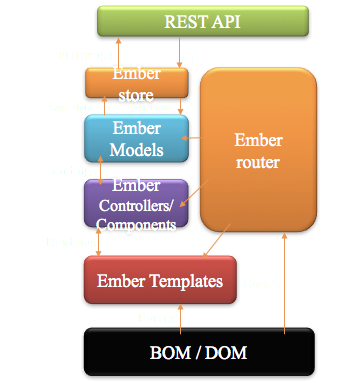 REST API
Ember
store
Ember
Models
Ember
router
Ember
Controllers/
Components
Ember Templates
BOM / DOM